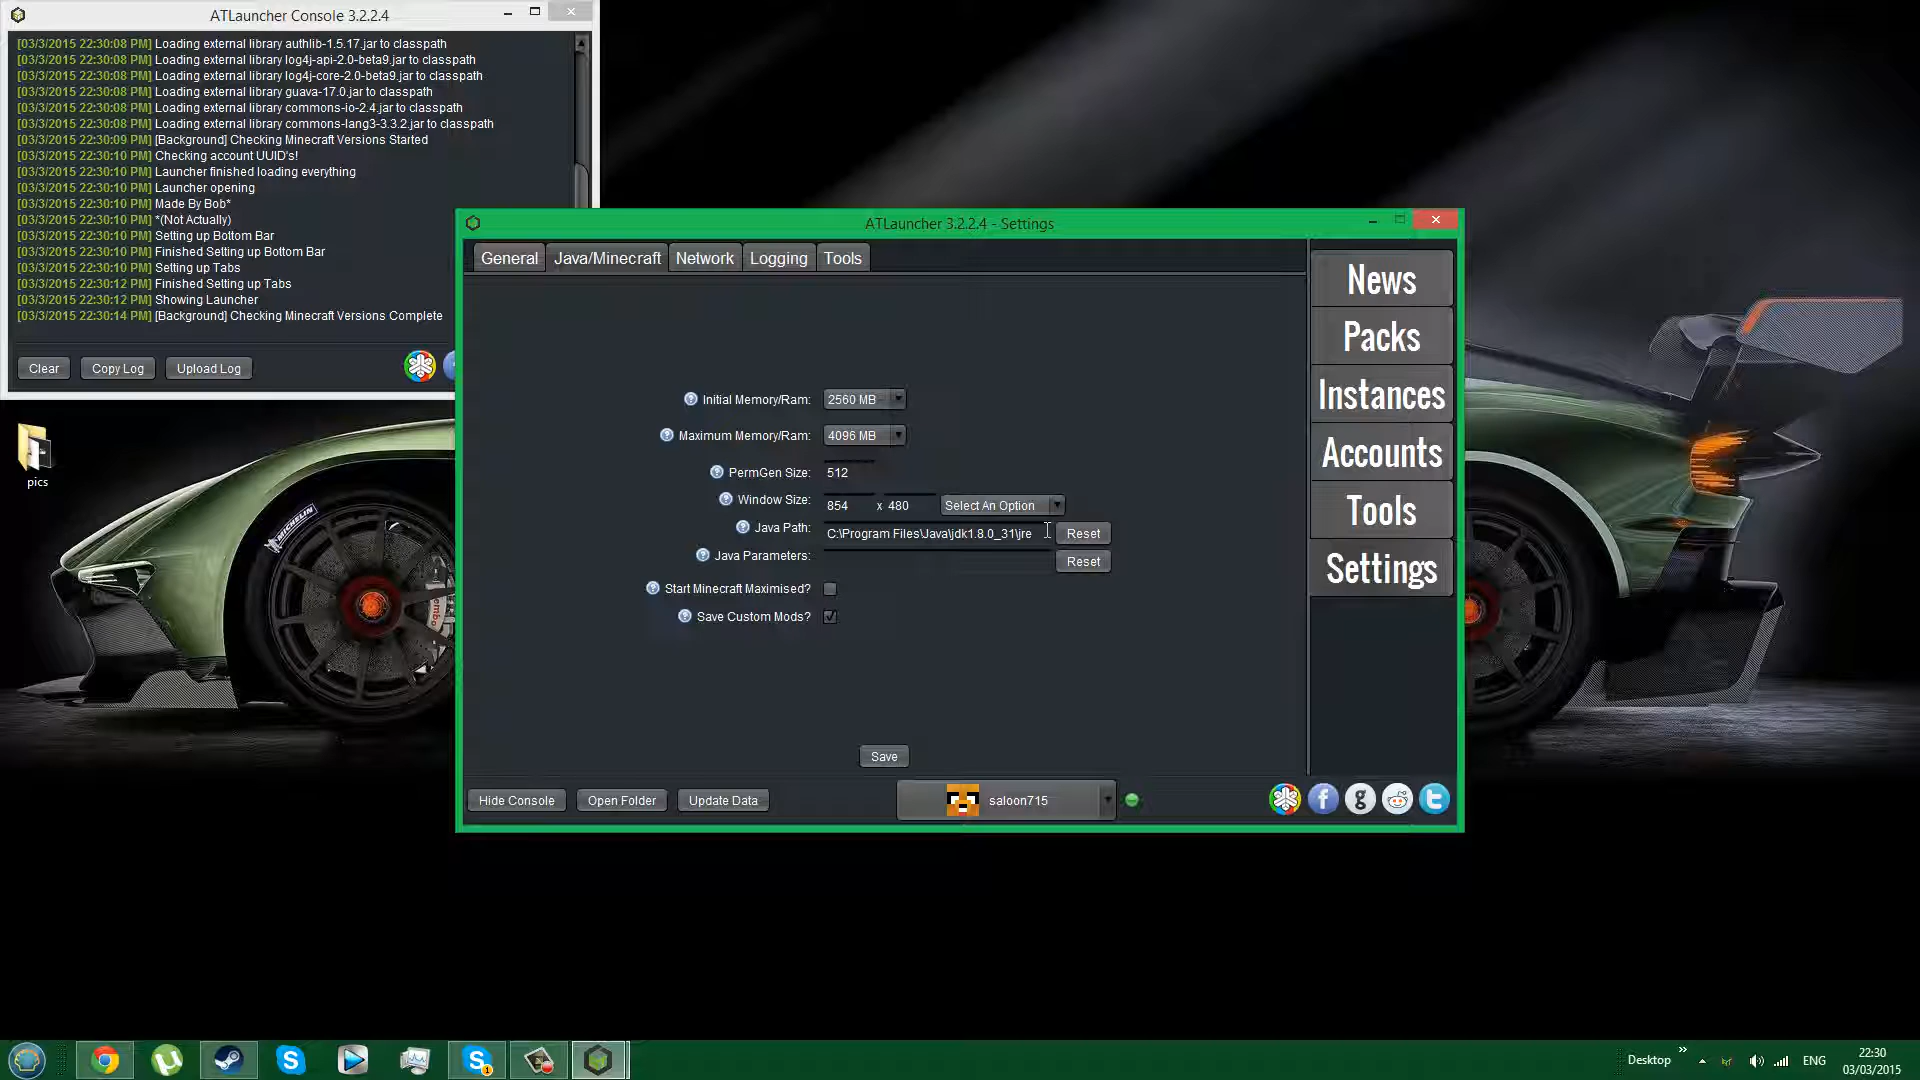 ATLauncher Console 3.2.2.4
[03/3/2015 22:30:08 PM] Loading external library authlib-1.5.17.jar to classpath
[03/3/2015 22:30:08 PM] Loading external library log4j-api-2.0-beta9.jar to classpath
[03/3/2015 22:30:08 PM] Loading external library log4j-core-2.0-beta9.jar to classpath
[03/3/2015 22:30:08 PM] Loading external library guava-17.0.jar to classpath
[03/3/2015 22:30:08 PM] Loading external library commons-io-2.4.jar to classpath
[03/3/2015 22:30:08 PM] Loading external library commons-lang3-3.3.2.jar to classpath
[03/3/2015 22:30:09 PM] [Background] Checking Minecraft Versions Started
[03/3/2015 22:30:10 PM] Checking account UUID's!
[03/3/2015 22:30:10 PM] Launcher finished loading everything
[03/3/2015 22:30:10 PM] Launcher opening
[03/3/2015 22:30:10 PM] Made By Bob*
[03/3/2015 22:30:10 PM] *(Not Actually)
[03/3/2015 22:30:10 PM] Setting up Bottom Bar
[03/3/2015 22:30:10 PM] Finished Setting up Bottom Bar
[03/3/2015 22:30:10 PM] Setting up Tabs
[03/3/2015 22:30:12 PM] Finished Setting up Tabs
[03/3/2015 22:30:12 PM] Showing Launcher
[03/3/2015 22:30:14 PM] [Background] Checking Minecraft Versions Complete
Clear Copy Log Upload Log
pics
MICHELIN
ATLauncher 3.2.2.4 - Settings
General Java/Minecraft Network Logging Tools
Initial Memory/Ram: 2560 MB
Maximum Memory/Ram: 4096 MB
PermGen Size: 512
Window Size: 854 x 480 Select An Option
Java Path: C:\Program Files\Java\jdk1.8.0_31\jre Reset
Java Parameters: Reset
Start Minecraft Maximised?
Save Custom Mods?
Save
News
Packs
Instances
Accounts
Tools
Settings
Hide Console Open Folder Update Data saloon715
Desktop
ENG
22:30
03/03/2015